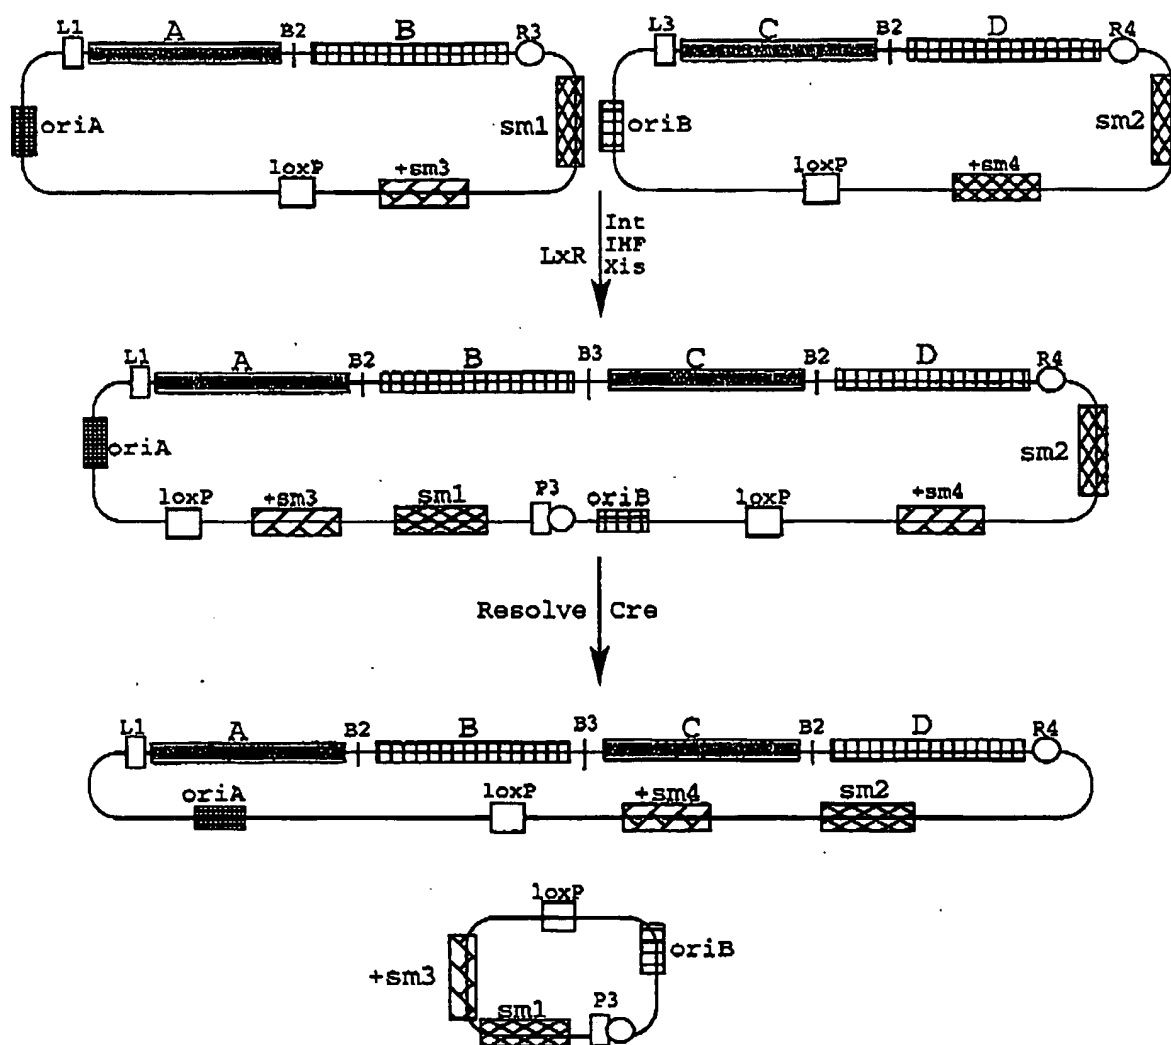 L1 A B2 B R3 L3 C B2 D R4
oriA sm1 oriB sm2
loxP +sm3 loxP +sm4
LxR Int
IHF
Xis
L1 A B2 B B3 C B2 D R4
oriA sm2
loxP +sm3 sm1 P3 oriB loxP +sm4
Resolve Cre
L1 A B2 B B3 C B2 D R4
oriA loxP +sm4 sm2
loxP
oriB
+sm3
sm1 P3